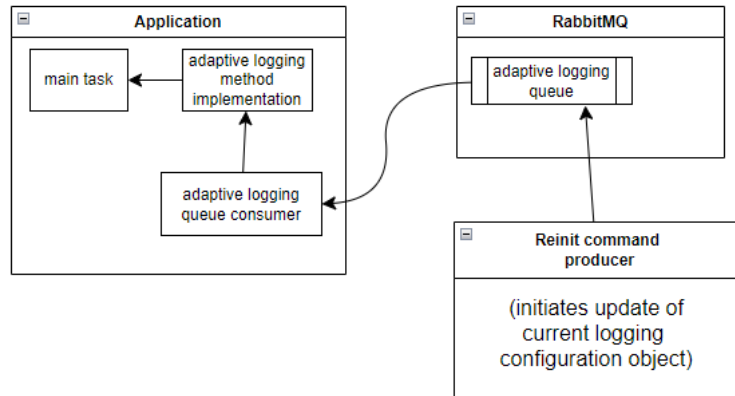 Application
main task
adaptive logging
method
implementation
adaptive logging
queue consumer
RabbitMQ
adaptive logging
queue
Reinit command
producer
(initiates update of
current logging
configuration object)